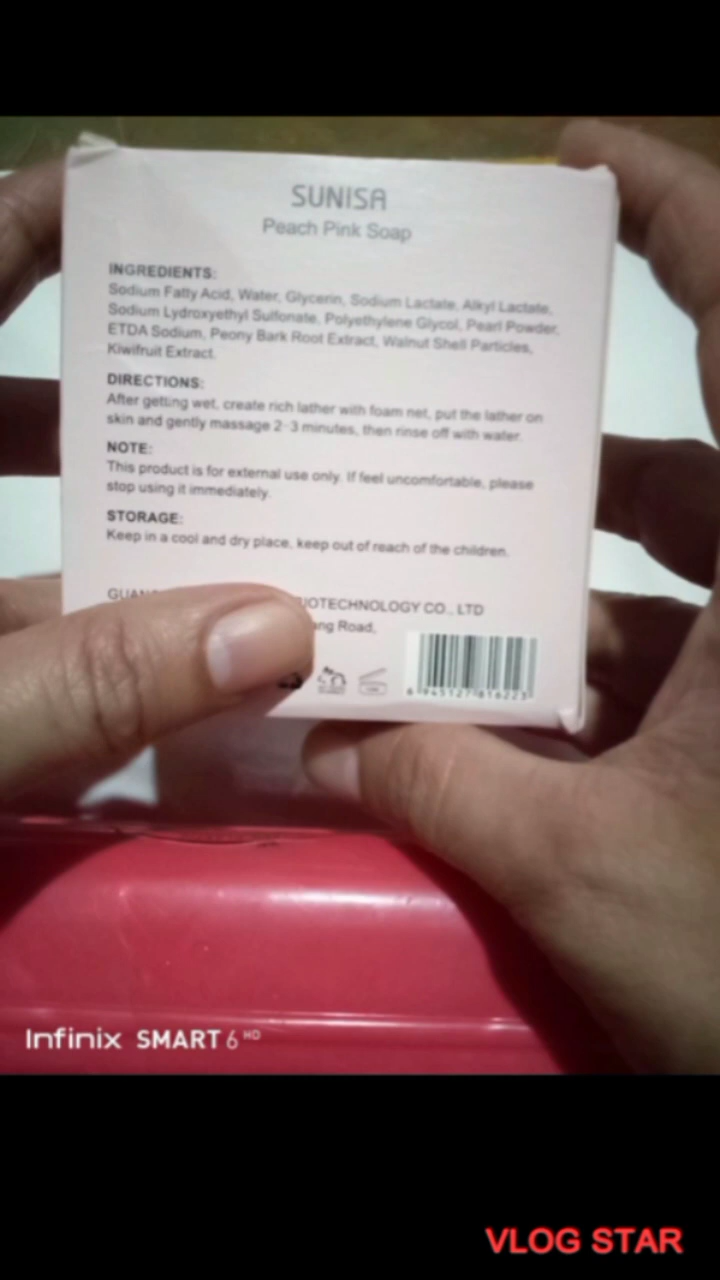 SUNISA
Peach Pink Soap
INGREDIENTS:
Sodium Fatty Acid, Water, Glycerin, Sodium Lactate, Alkyl Lactate,
Sodium Lydroxyethyl Sulfonate, Polyethylene Glycol, Pearl Powder,
ETDA Sodium, Peony Bark Root Extract, Walnut Shell Particles,
Kiwifruit Extract.
DIRECTIONS:
After getting wet, create rich lather with foam net, put the lather on
skin and gently massage 2-3 minutes, then rinse off with water.
NOTE:
This product is for external use only. If feel uncomfortable, please
stop using it immediately.
STORAGE:
Keep in a cool and dry place, keep out of reach of the children.
CO., LTD
Road,
6 945127 816223
Infinix SMART 6 HD
VLOG STAR